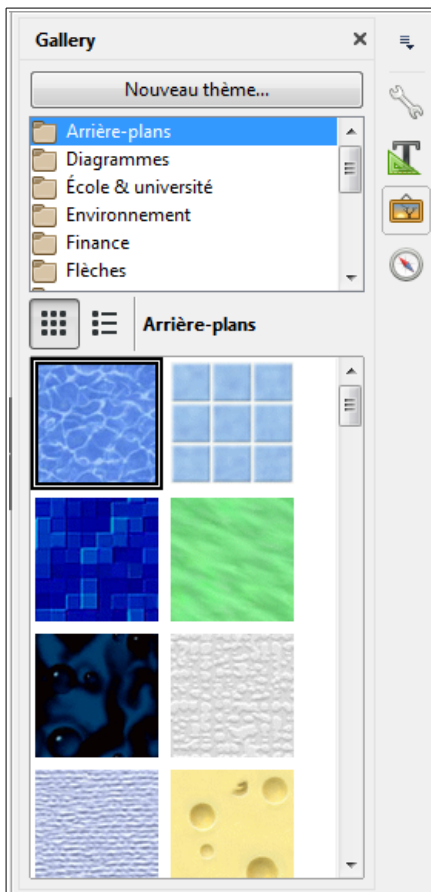 Gallery
Nouveau thème...
Arrière-plans
Diagrammes
École & université
Environnement
Finance
Flèches
Arrière-plans